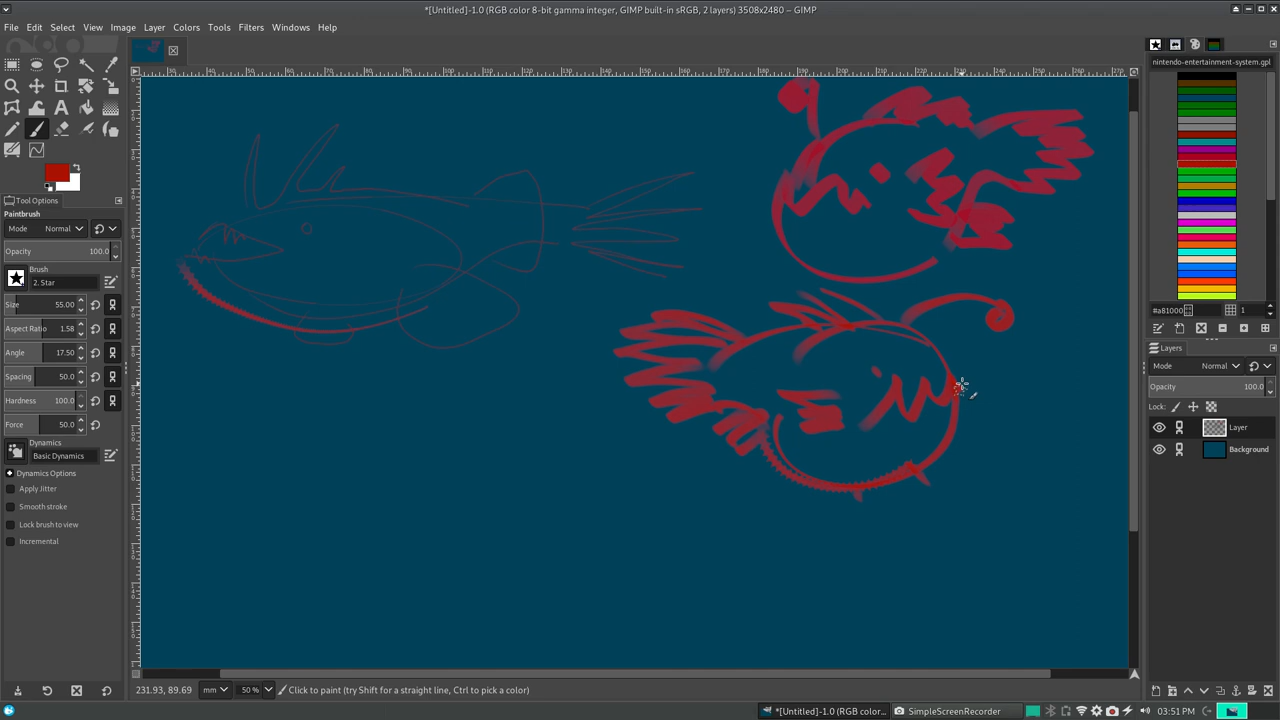 *[Untitled]-1.0 (RGB color 8-bit gamma integer, GIMP built-in sRGB, 2 layers) 3508x2480 – GIMP
File Edit Select View Image Layer Colors Tools Filters Windows Help
nintendo-entertainment-system.gpl
Tool Options
Paintbrush
Mode Normal
Opacity 100.0
Brush
2. Star
Size 55.00
Aspect Ratio 1.58
Angle 17.50
Spacing 50.0
Hardness 100.0
Force 50.0
Dynamics
Basic Dynamics
Dynamics Options
Apply Jitter
Smooth stroke
Lock brush to view
Incremental
#a81000 1
Layers
Mode Normal
Opacity 100.0
Lock:
Layer
Background
231.93, 89.69 mm 50 % Click to paint (try Shift for a straight line, Ctrl to pick a color)
*[Untitled]-1.0 (RGB color... SimpleScreenRecorder 03:51 PM